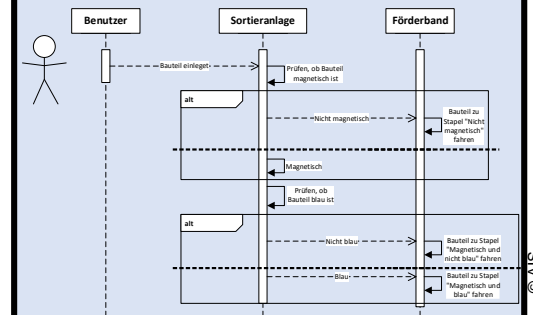 Benutzer
Sortieranlage
Förderband
Bauteil einleget
Prüfen, ob Bauteil
magnetisch ist
alt
Nicht magnetisch
Bauteil zu
Stapel "Nicht
magnetisch"
fahren
Magnetisch
Prüfen, ob
Bauteil blau ist
alt
Nicht blau
Bauteil zu Stapel
"Magnetisch und
nicht blau" fahren
Blau
Bauteil zu Stapel
"Magnetisch und
blau" fahren